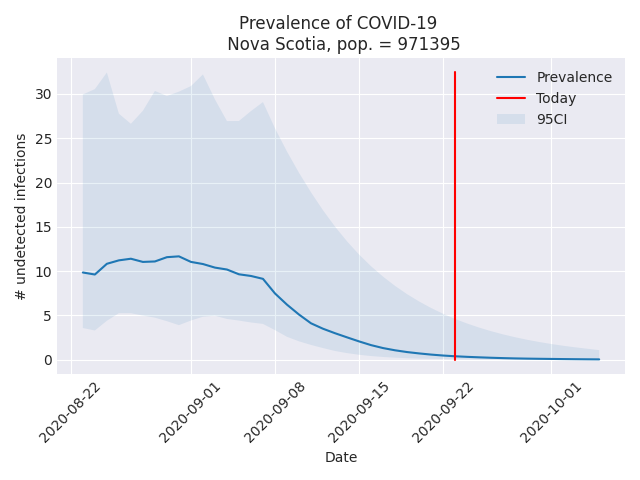 Prevalence of COVID-19
Nova Scotia, pop. = 971395
Prevalence
Today
95CI
# undetected infections
30
25
20
15
10
5
0
2020-08-22
2020-09-01
2020-09-08
2020-09-15
2020-09-22
2020-10-01
Date